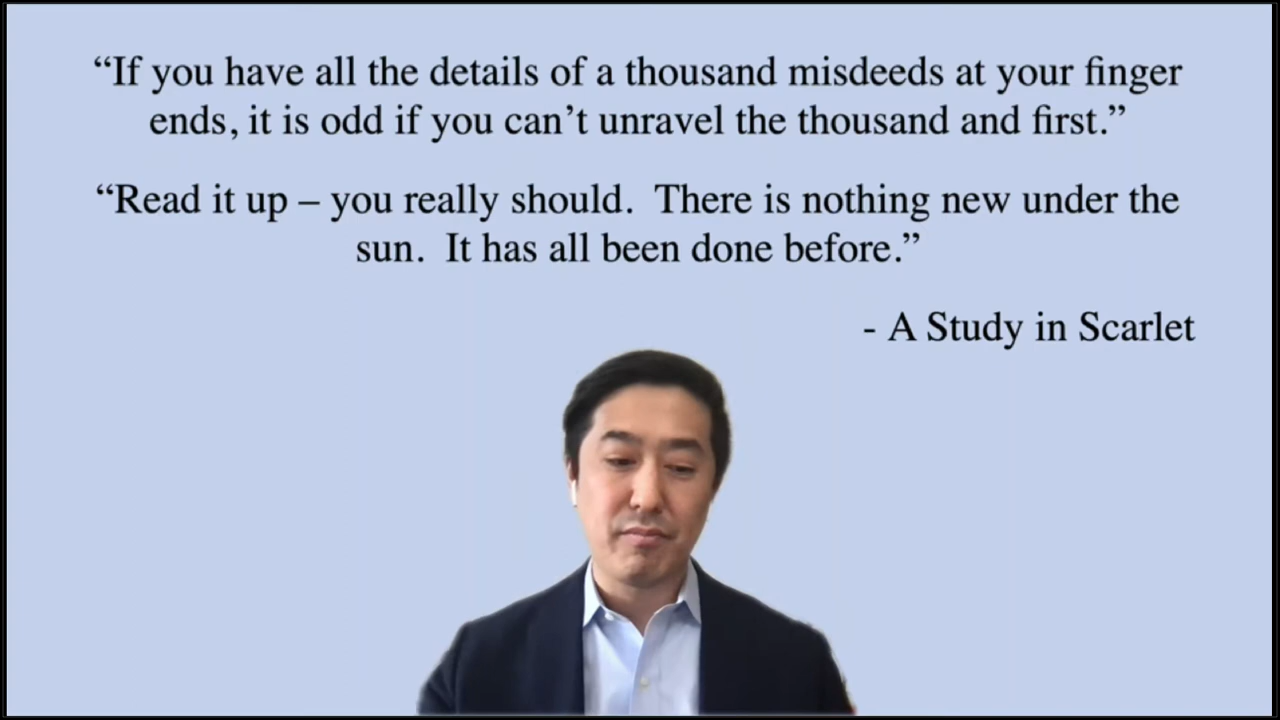 “If you have all the details of a thousand misdeeds at your finger
ends, it is odd if you can’t unravel the thousand and first.”
“Read it up – you really should.  There is nothing new under the
sun.  It has all been done before.”
- A Study in Scarlet